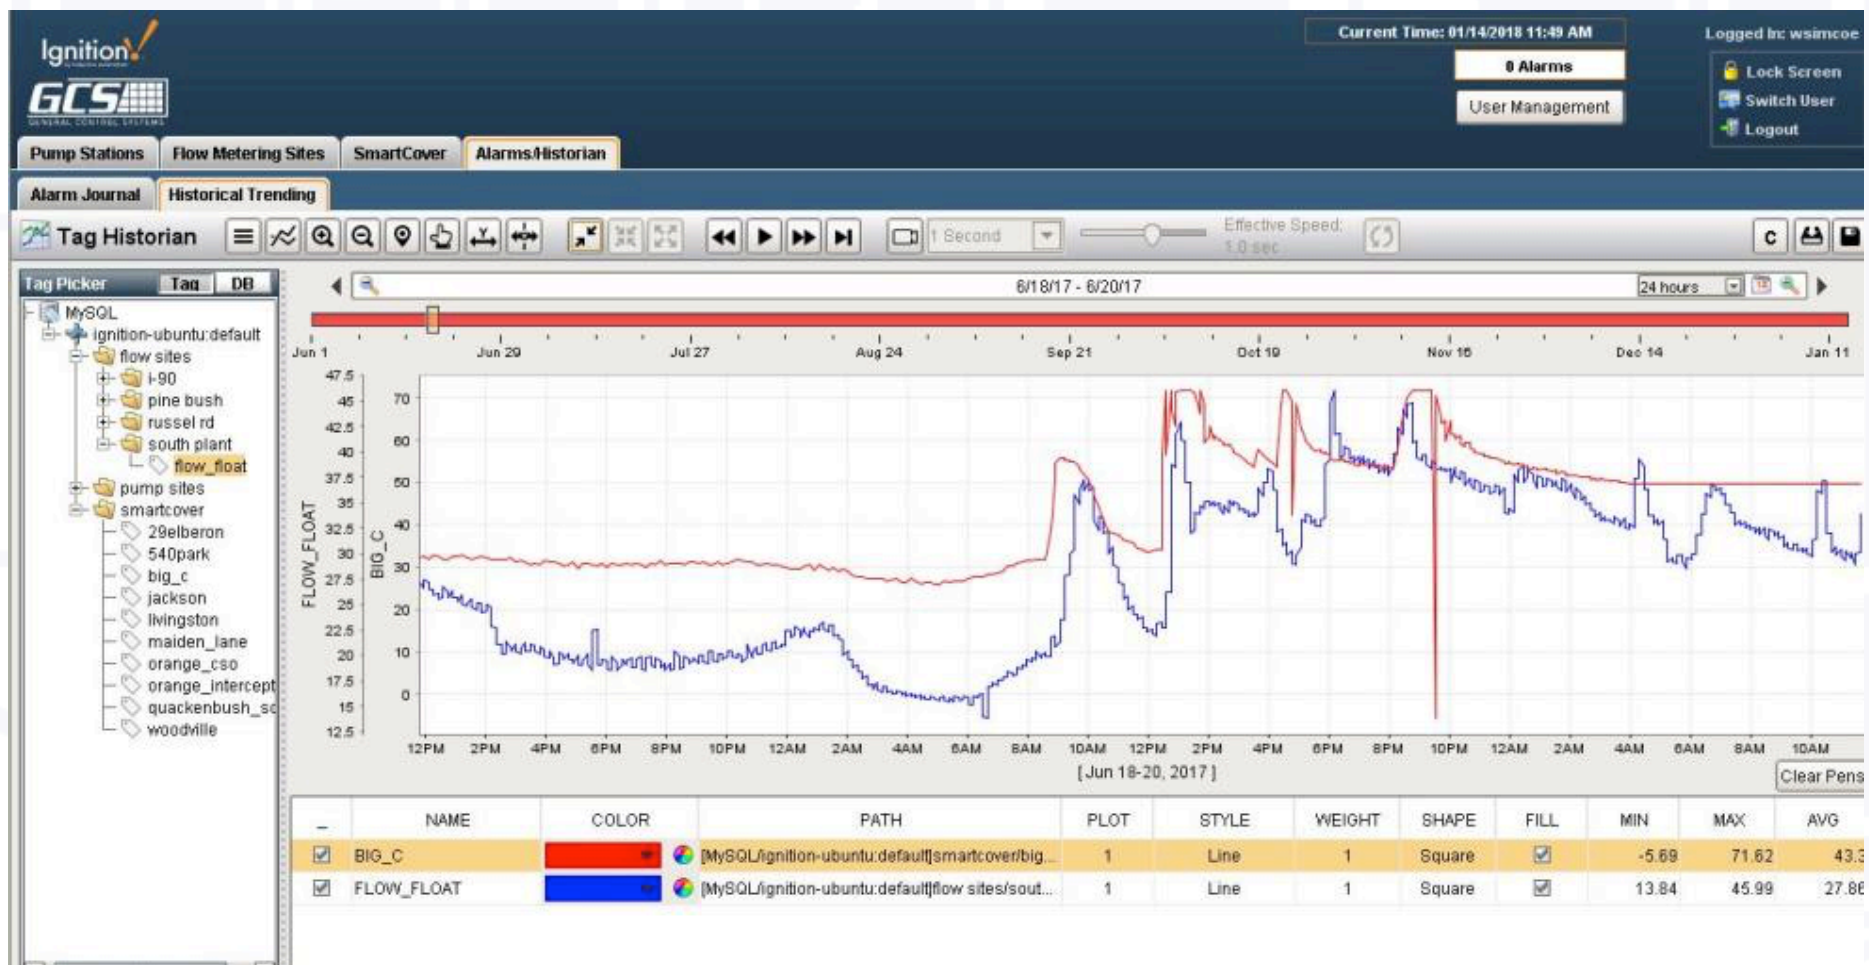 Ignition!
GCS
GENERAL CONTROL SYSTEMS
Current Time: 01/14/2018 11:49 AM
0 Alarms
User Management
Logged In: wsimcoe
Lock Screen
Switch User
Logout
Pump Stations Flow Metering Sites SmartCover Alarms/Historian
Alarm Journal Historical Trending
Tag Historian 1 Second Effective Speed: 1.0 sec C
Tag Picker Tag DB
MySQL
ignition-ubuntu:default
flow sites
i-90
pine bush
russel rd
south plant
flow_float
pump sites
smartcover
29elberon
540park
big_c
jackson
livingston
maiden_lane
orange_cso
orange_intercept
quackenbush_sc
woodville
6/18/17 - 6/20/17 24 hours
Jun 1 Jun 29 Jul 27 Aug 24 Sep 21 Oct 19 Nov 16 Dec 14 Jan 11
FLOW_FLOAT
47.5
45
42.5
40
37.5
35
32.5
30
27.5
25
22.5
20
17.5
15
12.5
BIG_C
70
60
50
40
30
20
10
0
12PM 2PM 4PM 6PM 8PM 10PM 12AM 2AM 4AM 6AM 8AM 10AM 12PM 2PM 4PM 6PM 8PM 10PM 12AM 2AM 4AM 6AM 8AM 10AM
[ Jun 18-20, 2017 ]
Clear Pens
_ NAME COLOR PATH PLOT STYLE WEIGHT SHAPE FILL MIN MAX AVG
BIG_C [MySQL/ignition-ubuntu:default]smartcover/big... 1 Line 1 Square -5.69 71.62 43.3
FLOW_FLOAT [MySQL/ignition-ubuntu:default]flow sites/sout... 1 Line 1 Square 13.84 45.99 27.86